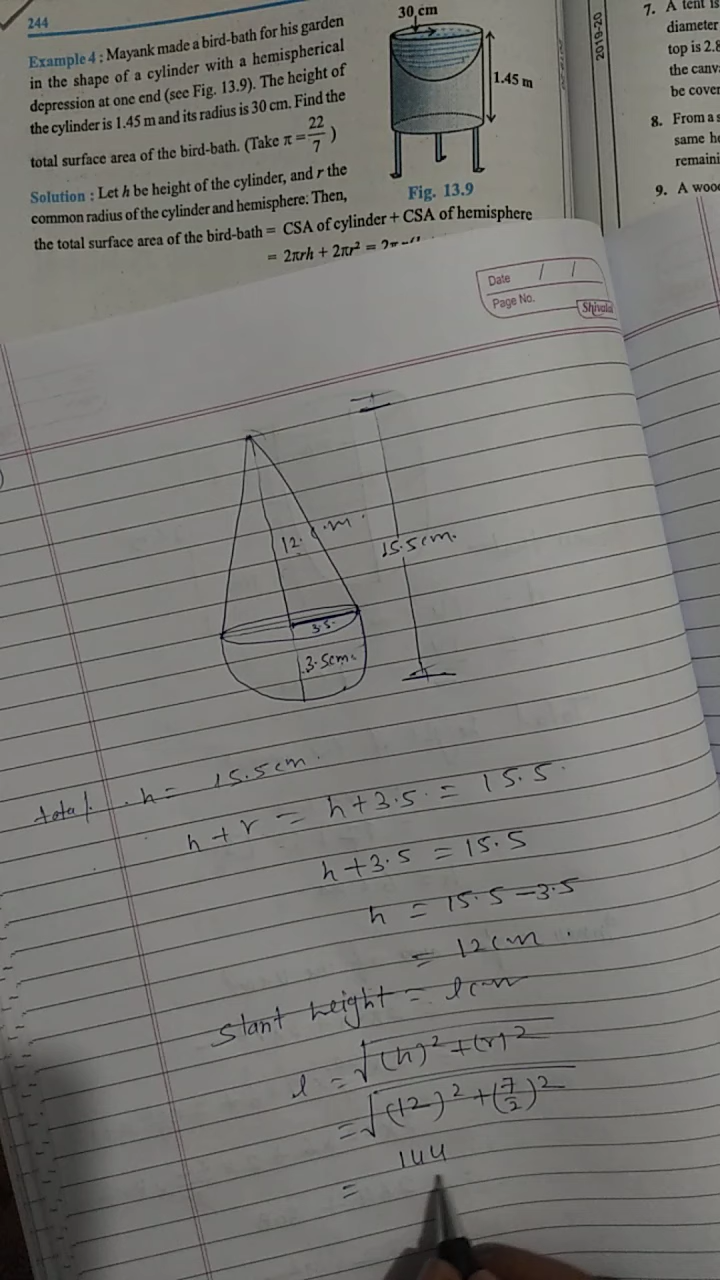 244
Example 4 : Mayank made a bird-bath for his garden
in the shape of a cylinder with a hemispherical
depression at one end (see Fig. 13.9). The height of
the cylinder is 1.45 m and its radius is 30 cm. Find the
total surface area of the bird-bath. (Take π = 22/7)
30 cm
1.45 m
Fig. 13.9
Solution : Let h be height of the cylinder, and r the
common radius of the cylinder and hemisphere. Then,
the total surface area of the bird-bath = CSA of cylinder + CSA of hemisphere
= 2πrh + 2πr² = 2π
2019-20
7. A tent is
diameter
top is 2.8
the canv
be cover
8. From a s
same he
remaini
9. A wood
Date / /
Page No.
Shivalal
12 cm.
15.5cm.
3.5
3.5cm.
total h = 15.5cm.
h + r = h + 3.5 = 15.5
h + 3.5 = 15.5
h = 15.5 - 3.5
= 12 cm.
Slant height = l cm
l = √(h)² + (r)²
= √(12)² + (7/2)²
= 144